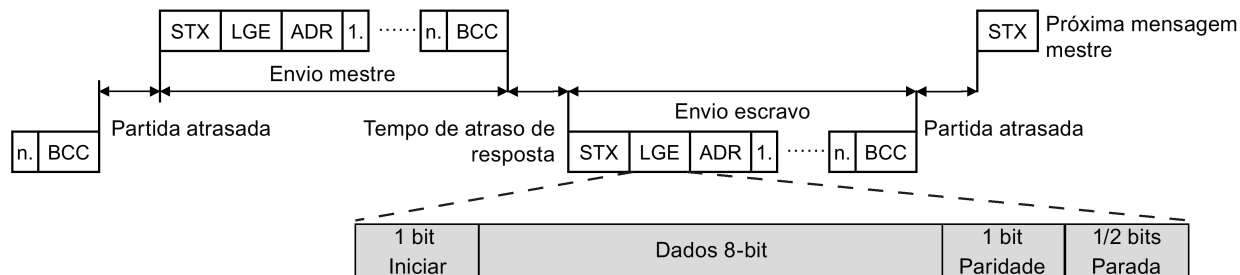 STX LGE ADR 1. ...... n. BCC
STX
Próxima mensagem
mestre
Envio mestre
Envio escravo
Partida atrasada
Tempo de atraso de
resposta
Partida atrasada
n. BCC
STX LGE ADR 1. ...... n. BCC
1 bit
Iniciar
Dados 8-bit
1 bit
Paridade
1/2 bits
Parada